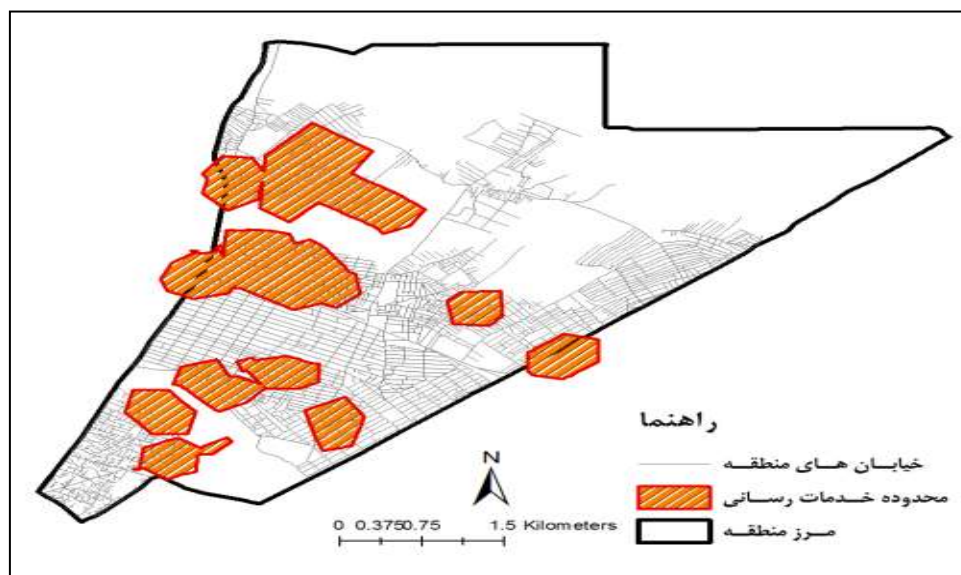 راهنما
خیابان های منطقه
محدوده خدمات رسانی
مرز منطقه
N
0 0.3750.75 1.5 Kilometers